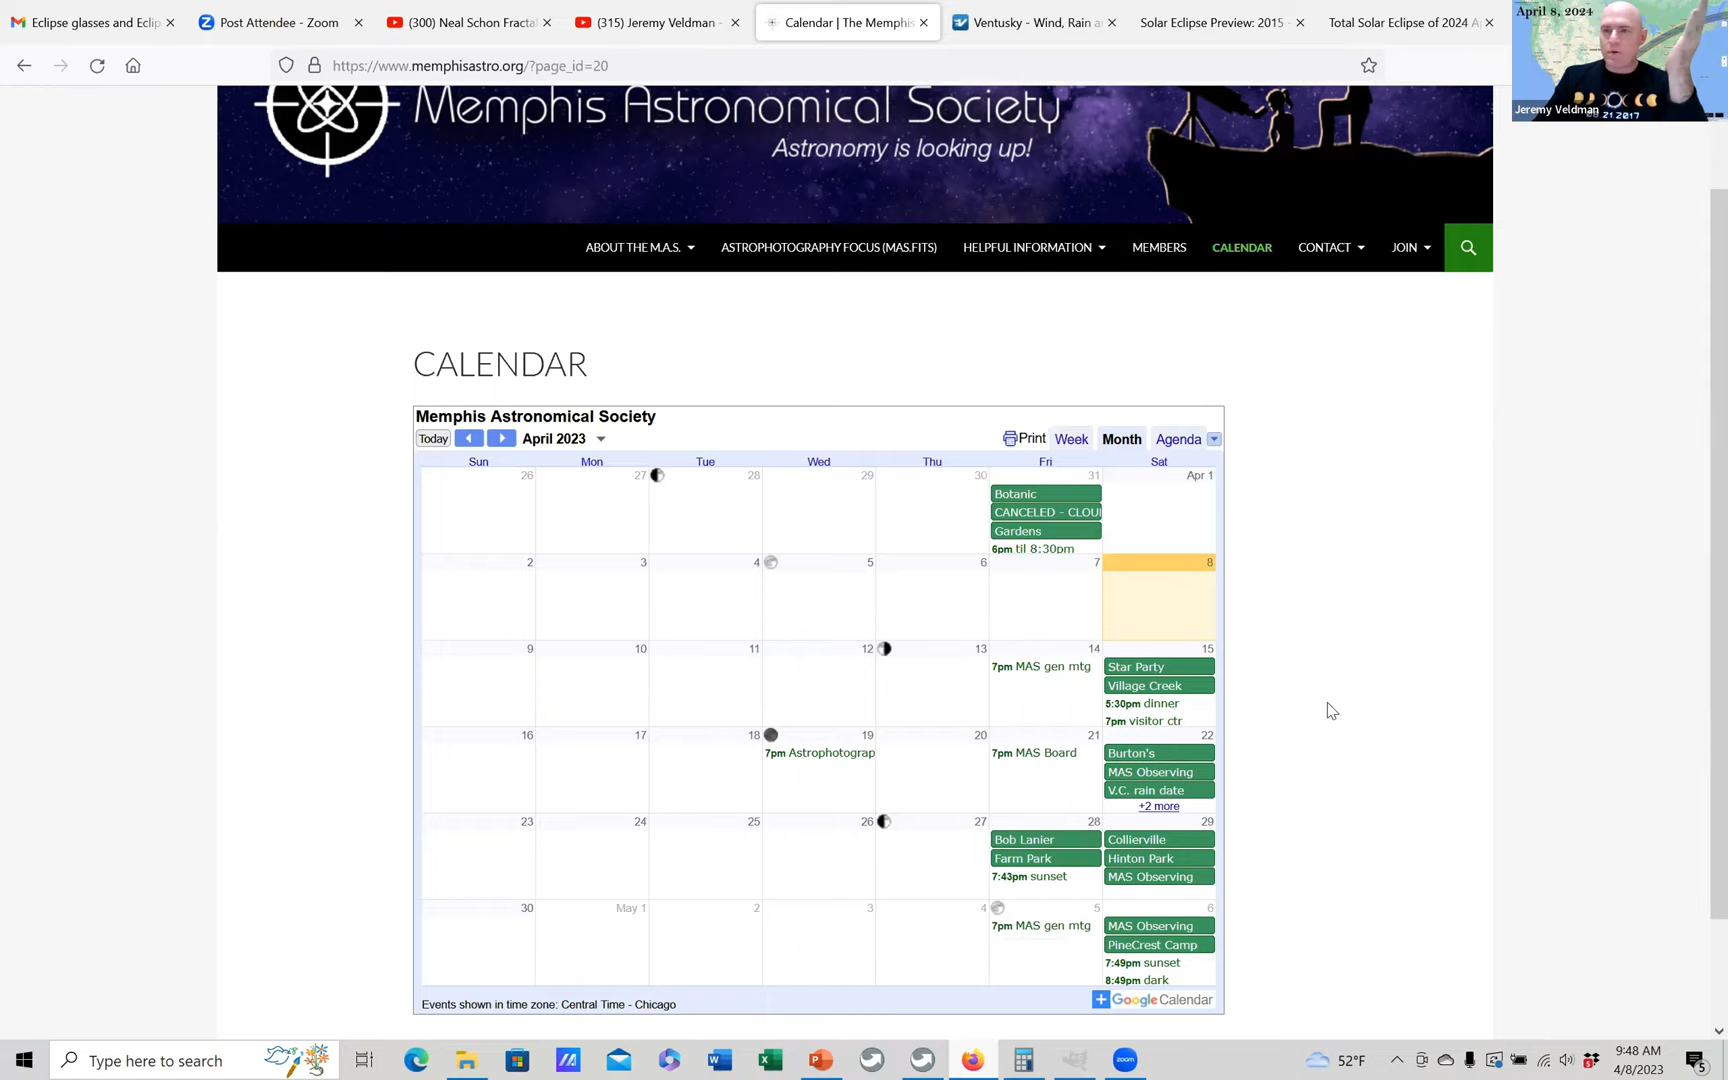 Eclipse glasses and Eclip
Post Attendee - Zoom
(300) Neal Schon Fractal
(315) Jeremy Veldman -
Calendar | The Memphis
Ventusky - Wind, Rain a
Solar Eclipse Preview: 2015 -
Total Solar Eclipse of 2024 A
April 8, 2024
https://www.memphisastro.org/?page_id=20
Jeremy Veldman
21.2017
Memphis Astronomical Society
Astronomy is looking up!
ABOUT THE M.A.S.
ASTROPHOTOGRAPHY FOCUS (MAS.FITS)
HELPFUL INFORMATION
MEMBERS
CALENDAR
CONTACT
JOIN
CALENDAR
Memphis Astronomical Society
Today
April 2023
Print
Week
Month
Agenda
Sun Mon Tue Wed Thu Fri Sat
26 27 28 29 30 31 Apr 1
Botanic
CANCELED - CLOU
Gardens
6pm til 8:30pm
2 3 4 5 6 7 8
9 10 11 12 13 14 15
7pm MAS gen mtg
Star Party
Village Creek
5:30pm dinner
7pm visitor ctr
16 17 18 19 20 21 22
7pm Astrophotograp
7pm MAS Board
Burton's
MAS Observing
V.C. rain date
+2 more
23 24 25 26 27 28 29
Bob Lanier
Farm Park
7:43pm sunset
Collierville
Hinton Park
MAS Observing
30 May 1 2 3 4 5 6
7pm MAS gen mtg
MAS Observing
PineCrest Camp
7:49pm sunset
8:49pm dark
Events shown in time zone: Central Time - Chicago
Google Calendar
Type here to search
52°F
9:48 AM
4/8/2023
5